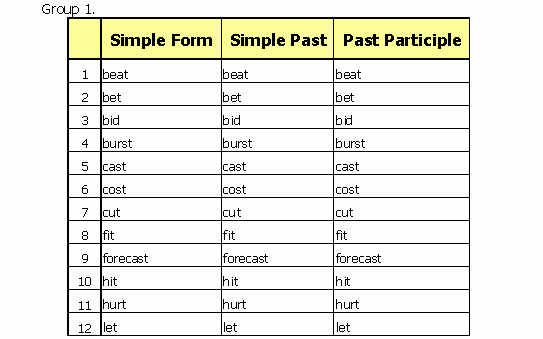 Group 1.
Simple Form Simple Past Past Participle
1 beat beat beat
2 bet bet bet
3 bid bid bid
4 burst burst burst
5 cast cast cast
6 cost cost cost
7 cut cut cut
8 fit fit fit
9 forecast forecast forecast
10 hit hit hit
11 hurt hurt hurt
12 let let let